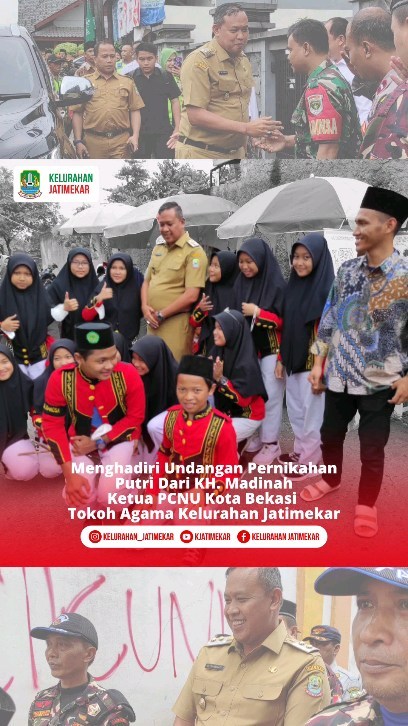 KELURAHAN
JATIMEKAR
Menghadiri Undangan Pernikahan
Putri Dari KH. Madinah
Ketua PCNU Kota Bekasi
Tokoh Agama Kelurahan Jatimekar
KELURAHAN_JATIMEKAR
KJATIMEKAR
KELURAHAN JATIMEKAR